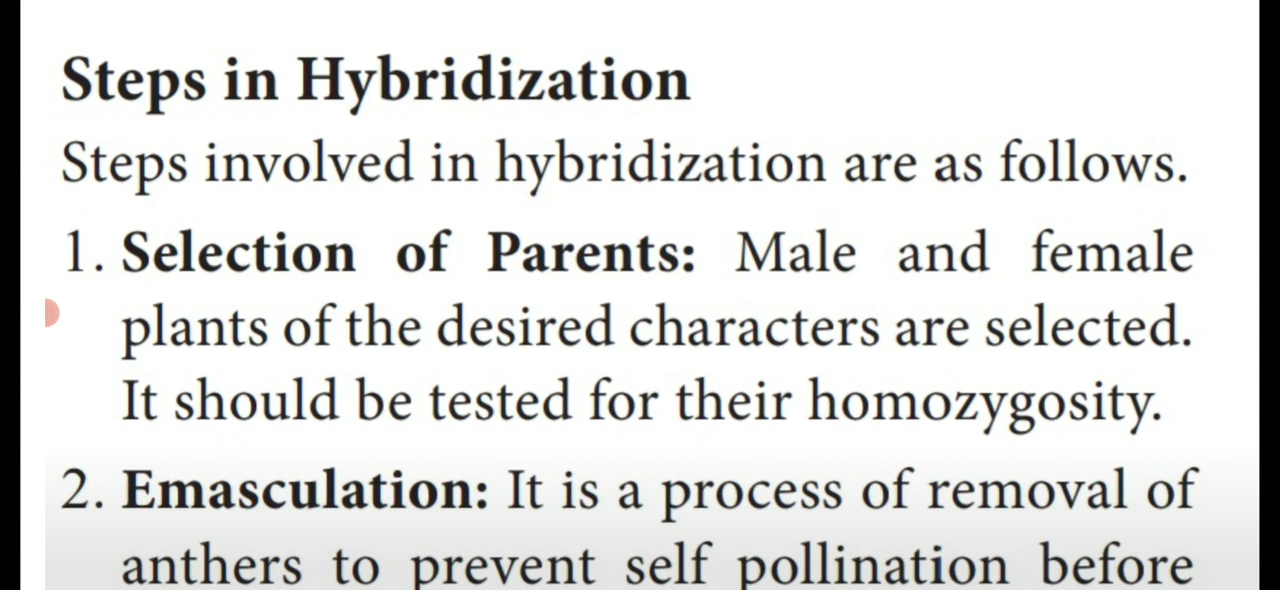 Steps in Hybridization
Steps involved in hybridization are as follows.
1. Selection of Parents: Male and female
plants of the desired characters are selected.
It should be tested for their homozygosity.
2. Emasculation: It is a process of removal of
anthers to prevent self pollination before